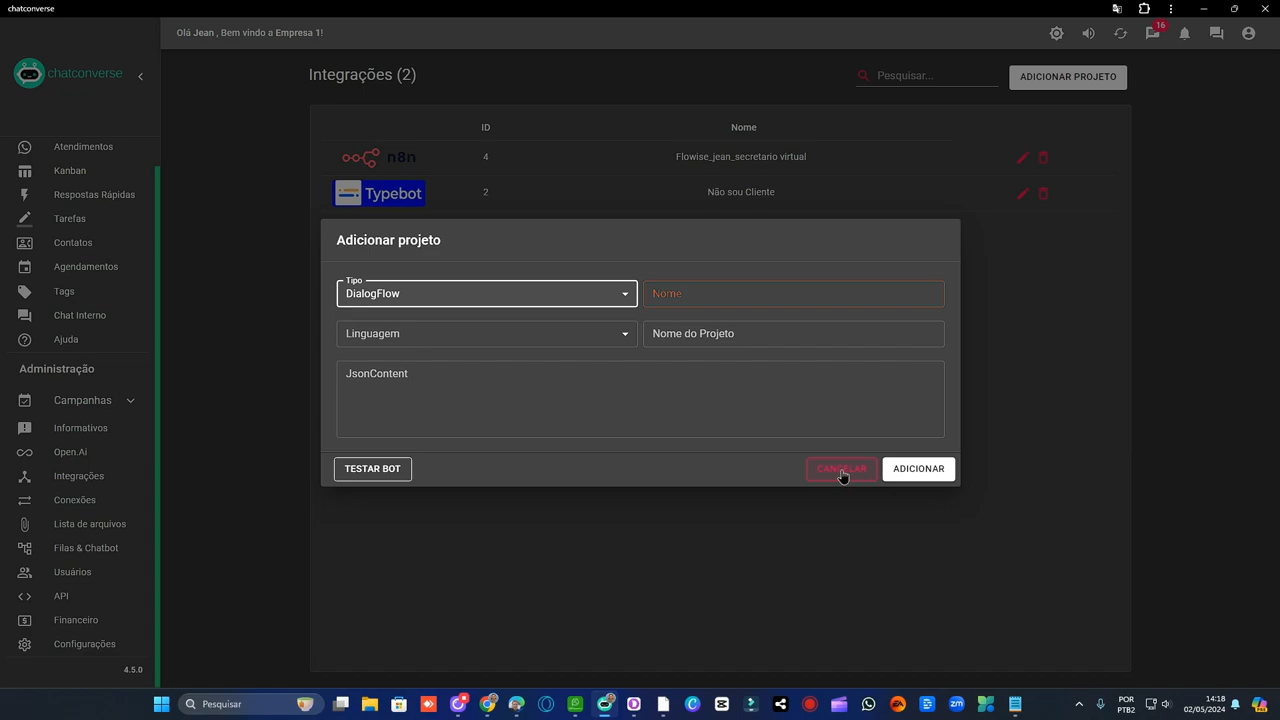 chatconverse
Olá Jean , Bem vindo a Empresa 1!
16
chatconverse
Integrações (2)
Pesquisar...
ADICIONAR PROJETO
ID
Nome
n8n
4
Flowise_jean_secretario virtual
Typebot
2
Não sou Cliente
Atendimentos
Kanban
Respostas Rápidas
Tarefas
Contatos
Agendamentos
Tags
Chat Interno
Ajuda
Administração
Campanhas
Informativos
Open.Ai
Integrações
Conexões
Lista de arquivos
Filas & Chatbot
Usuários
API
Financeiro
Configurações
4.5.0
Adicionar projeto
Tipo
DialogFlow
Nome
Linguagem
Nome do Projeto
JsonContent
TESTAR BOT
CANCELAR
ADICIONAR
Pesquisar
POR
PTB2
14:18
02/05/2024